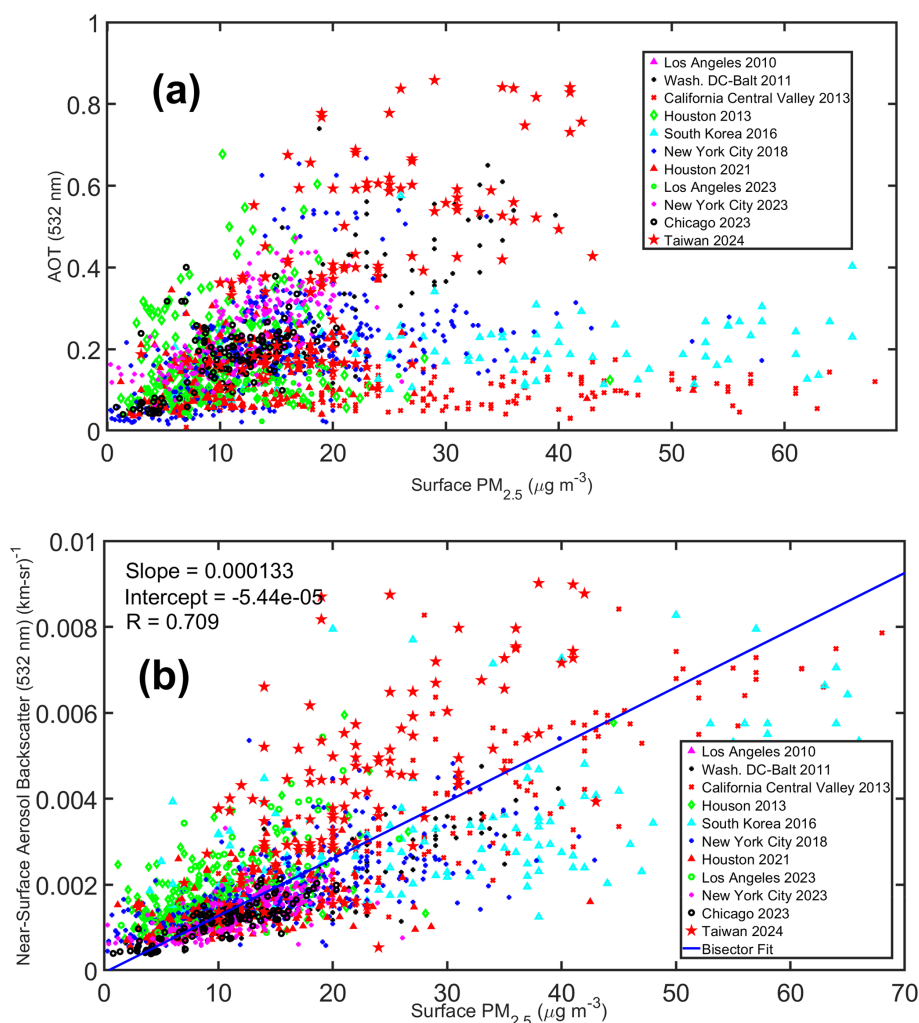 1
(a)
0.8
0.6
0.4
0.2
0
AOT (532 nm)
Los Angeles 2010
Wash. DC-Balt 2011
California Central Valley 2013
Houston 2013
South Korea 2016
New York City 2018
Houston 2021
Los Angeles 2023
New York City 2023
Chicago 2023
Taiwan 2024
0 10 20 30 40 50 60
Surface PM2.5 (μg m-3)
0.01
0.008
0.006
0.004
0.002
0
Near-Surface Aerosol Backscatter (532 nm) (km-sr)-1
Slope = 0.000133
Intercept = -5.44e-05
R = 0.709
(b)
Los Angeles 2010
Wash. DC-Balt 2011
California Central Valley 2013
Houson 2013
South Korea 2016
New York City 2018
Houston 2021
Los Angeles 2023
New York City 2023
Chicago 2023
Taiwan 2024
Bisector Fit
0 10 20 30 40 50 60 70
Surface PM2.5 (μg m-3)